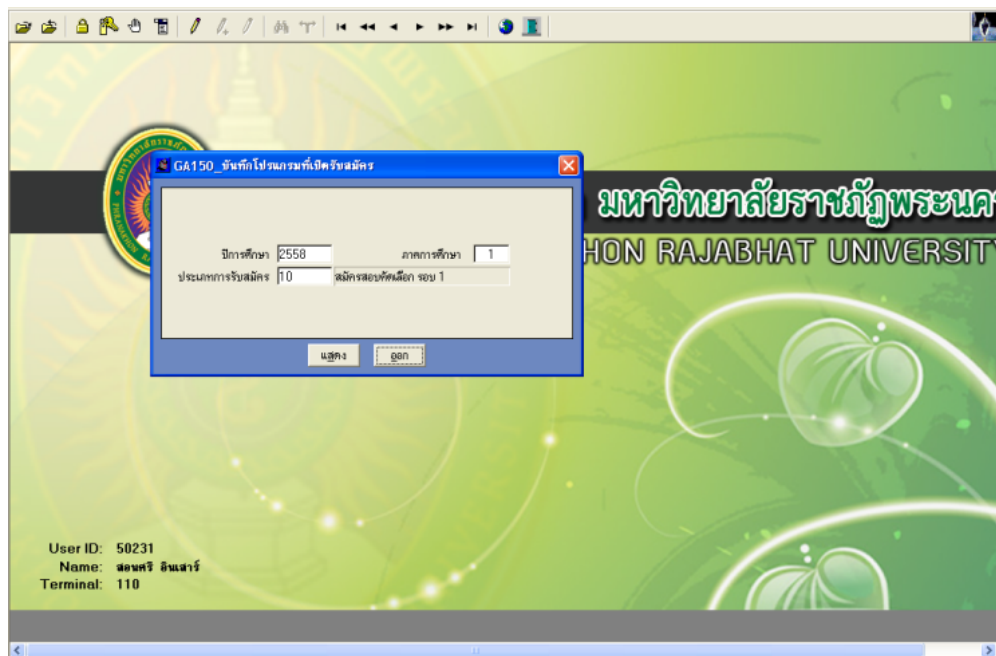 GA150_บันทึกโปรแกรมที่เปิดรับสมัคร
มหาวิทยาลัยราชภัฏพระนคร
HON RAJABHAT UNIVERSITY
ปีการศึกษา 2558 ภาคการศึกษา 1
ประเภทการรับสมัคร 10 สมัครสอบคัดเลือก รอบ 1
แสดง ออก
User ID: 50231
Name: สอนศรี อินเสาร์
Terminal: 110